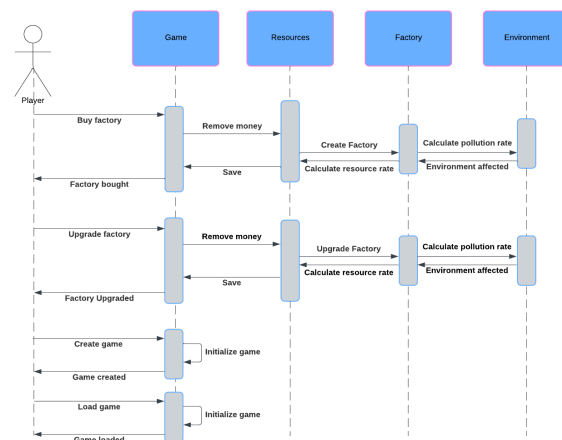 Game
Resources
Factory
Environment
Player
Buy factory
Remove money
Create Factory
Calculate pollution rate
Calculate resource rate
Environment affected
Save
Factory bought
Upgrade factory
Remove money
Upgrade Factory
Calculate pollution rate
Calculate resource rate
Environment affected
Save
Factory Upgraded
Create game
Initialize game
Game created
Load game
Initialize game
Game loaded